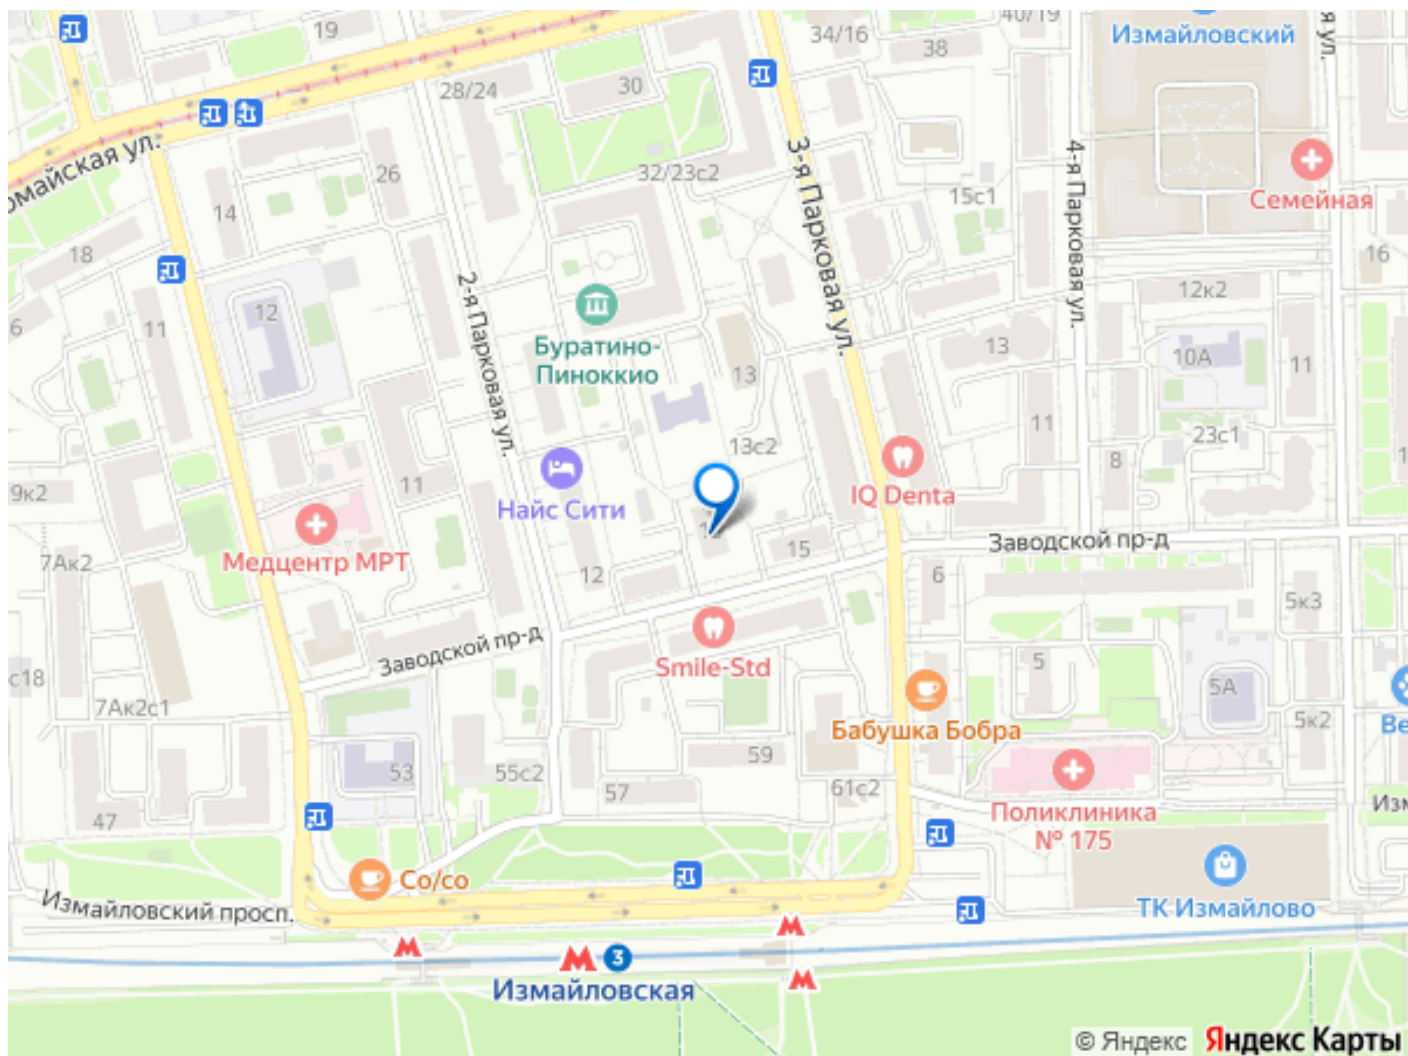 19
34/16
40/19
38
Измайловский
я ул.
28/24
30
омайская ул.
26
32/23с2
3-я Парковая ул.
4-я Парковая ул.
15с1
Семейная
14
18
16
12к2
2-я Парковая ул.
12
11
6
Буратино-
Пиноккио
13
13
10А
11
11
13с2
23с1
8
9к2
11
Найс Сити
IQ Denta
Медцентр МРТ
7Ак2
15
Заводской пр-д
12
6
5к3
Заводской пр-д
Smile-Std
5
5А
с18
7Ак2с1
Бабушка Бобра
5к2
Ве
53
55с2
57
59
61с2
47
Поликлиника
№ 175
Изм
Co/co
Измайловский просп.
ТК Измайлово
3
Измайловская
© Яндекс Яндекс Карты